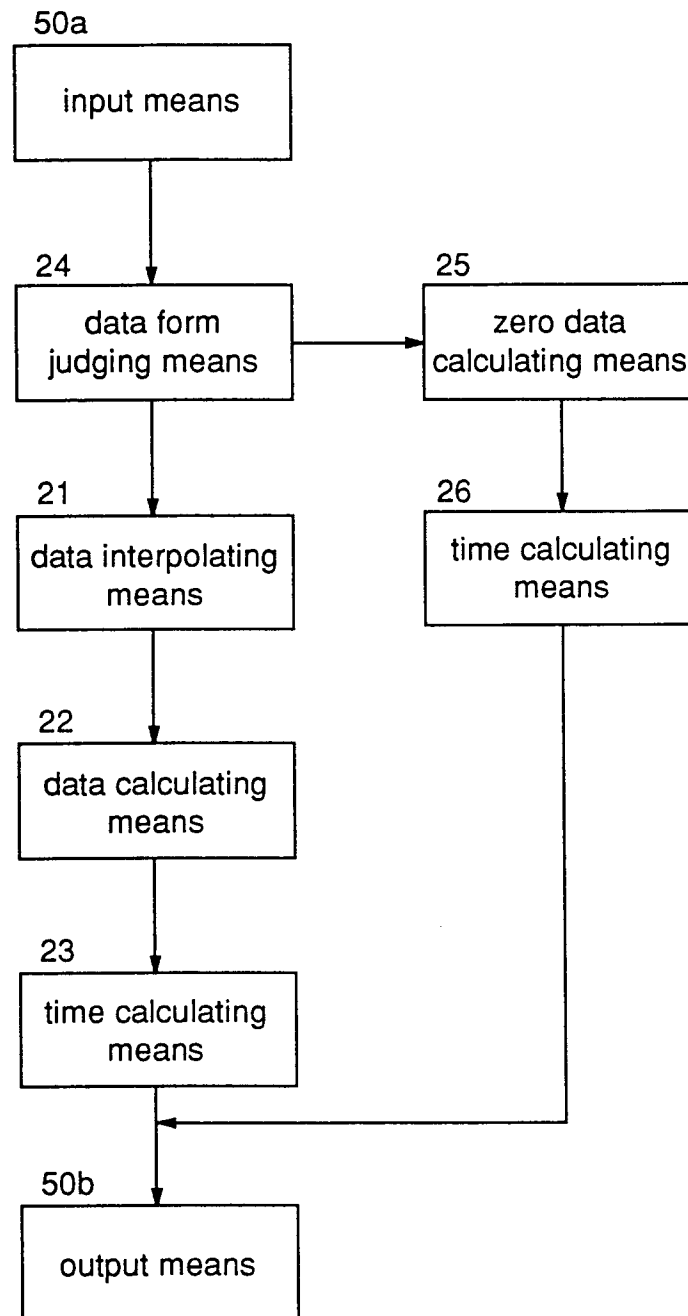 50a
input means
24
data form
judging means
25
zero data
calculating means
21
data interpolating
means
26
time calculating
means
22
data calculating
means
23
time calculating
means
50b
output means